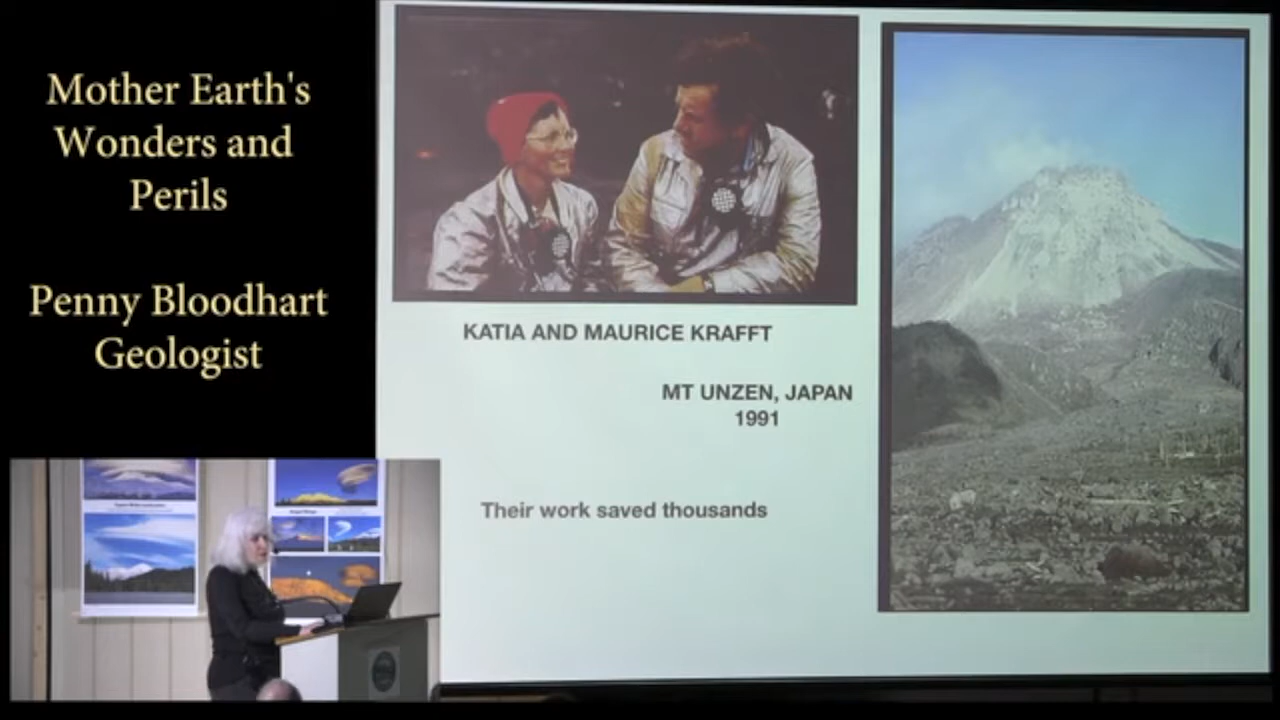 Mother Earth's
Wonders and
Perils
Penny Bloodhart
Geologist
KATIA AND MAURICE KRAFFT
MT UNZEN, JAPAN
1991
Their work saved thousands